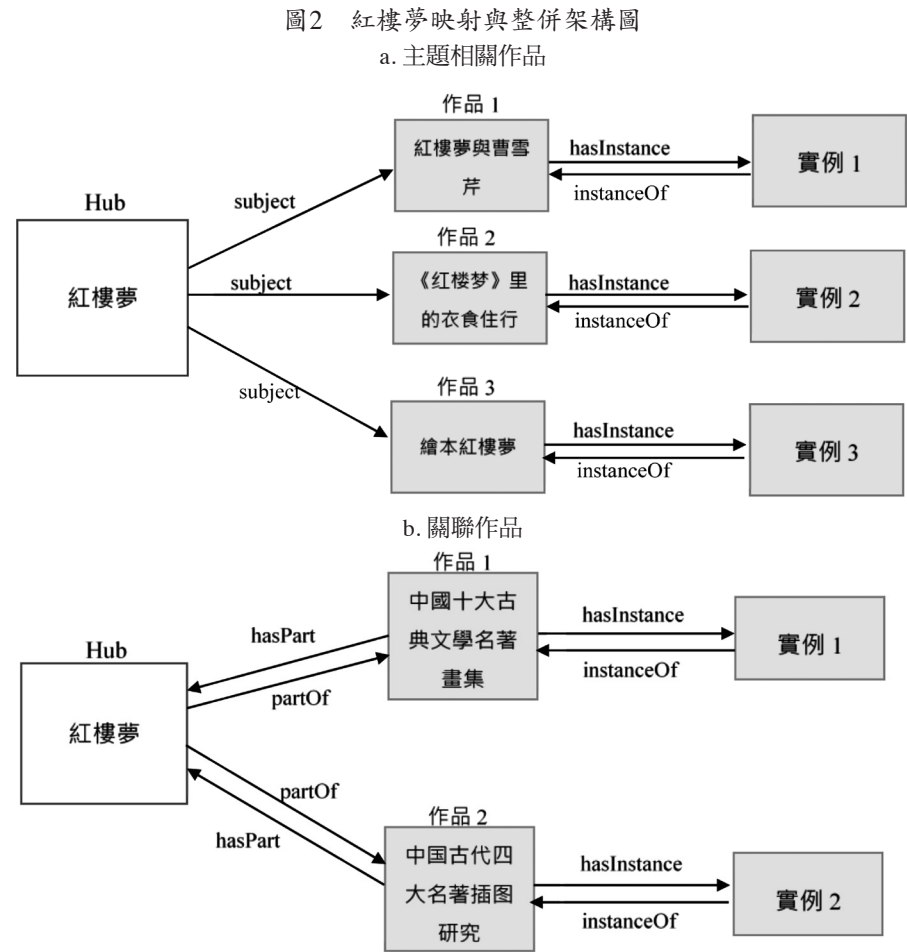 圖2　紅樓夢映射與整併架構圖
a. 主題相關作品
作品 1
紅樓夢與曹雪
芹
hasInstance
instanceOf
實例 1
Hub
紅樓夢
subject
作品 2
subject
《红楼梦》里
的衣食住行
hasInstance
instanceOf
實例 2
subject
作品 3
繪本紅樓夢
hasInstance
instanceOf
實例 3
b. 關聯作品
作品 1
中國十大古
典文學名著
畫集
hasInstance
instanceOf
實例 1
Hub
紅樓夢
hasPart
partOf
partOf
hasPart
作品 2
中国古代四
大名著插图
研究
hasInstance
instanceOf
實例 2